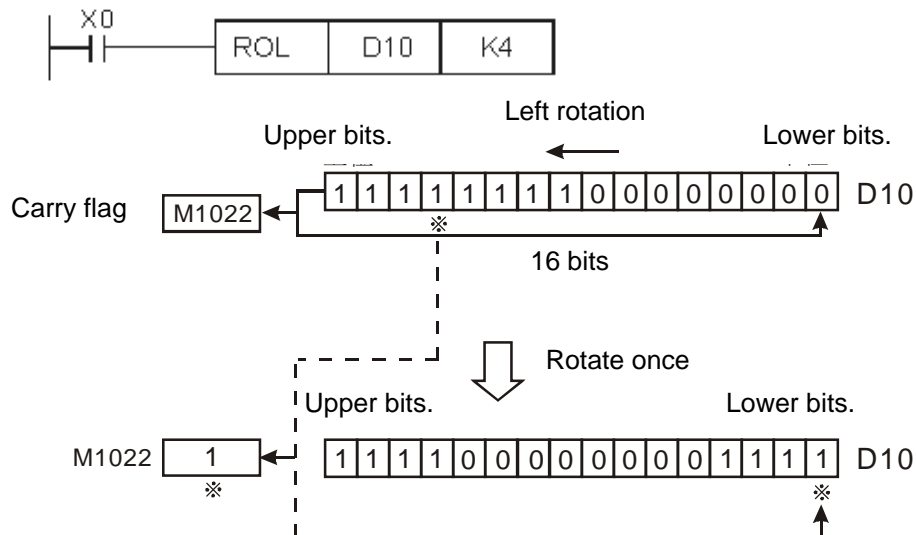 X0
ROL D10 K4
Left rotation
Upper bits. Lower bits.
1 1 1 1 1 1 1 1 0 0 0 0 0 0 0 0 D10
Carry flag M1022
※
16 bits
Rotate once
Upper bits. Lower bits.
M1022 1 1 1 1 1 0 0 0 0 0 0 0 0 1 1 1 1 D10
※ ※